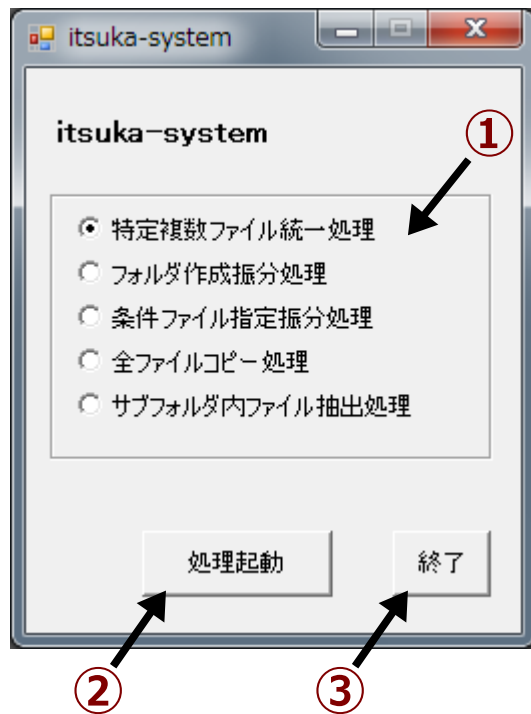 itsuka-system
itsuka-system
①
特定複数ファイル統一処理
フォルダ作成振分処理
条件ファイル指定振分処理
全ファイルコピー処理
サブフォルダ内ファイル抽出処理
処理起動
終了
②
③